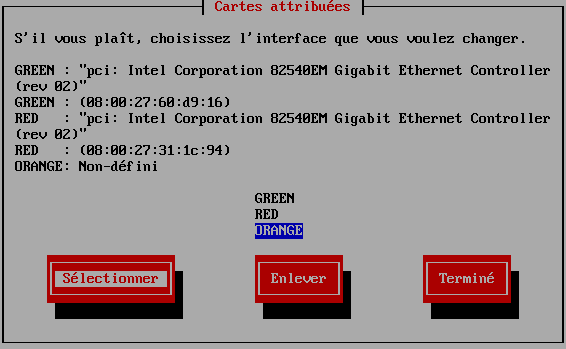 Cartes attribuées
S'il vous plaît, choisissez l'interface que vous voulez changer.
GREEN : "pci: Intel Corporation 82540EM Gigabit Ethernet Controller
(rev 02)"
GREEN : (08:00:27:60:d9:16)
RED   : "pci: Intel Corporation 82540EM Gigabit Ethernet Controller
(rev 02)"
RED   : (08:00:27:31:1c:94)
ORANGE: Non-défini
GREEN
RED
ORANGE
Sélectionner
Enlever
Terminé